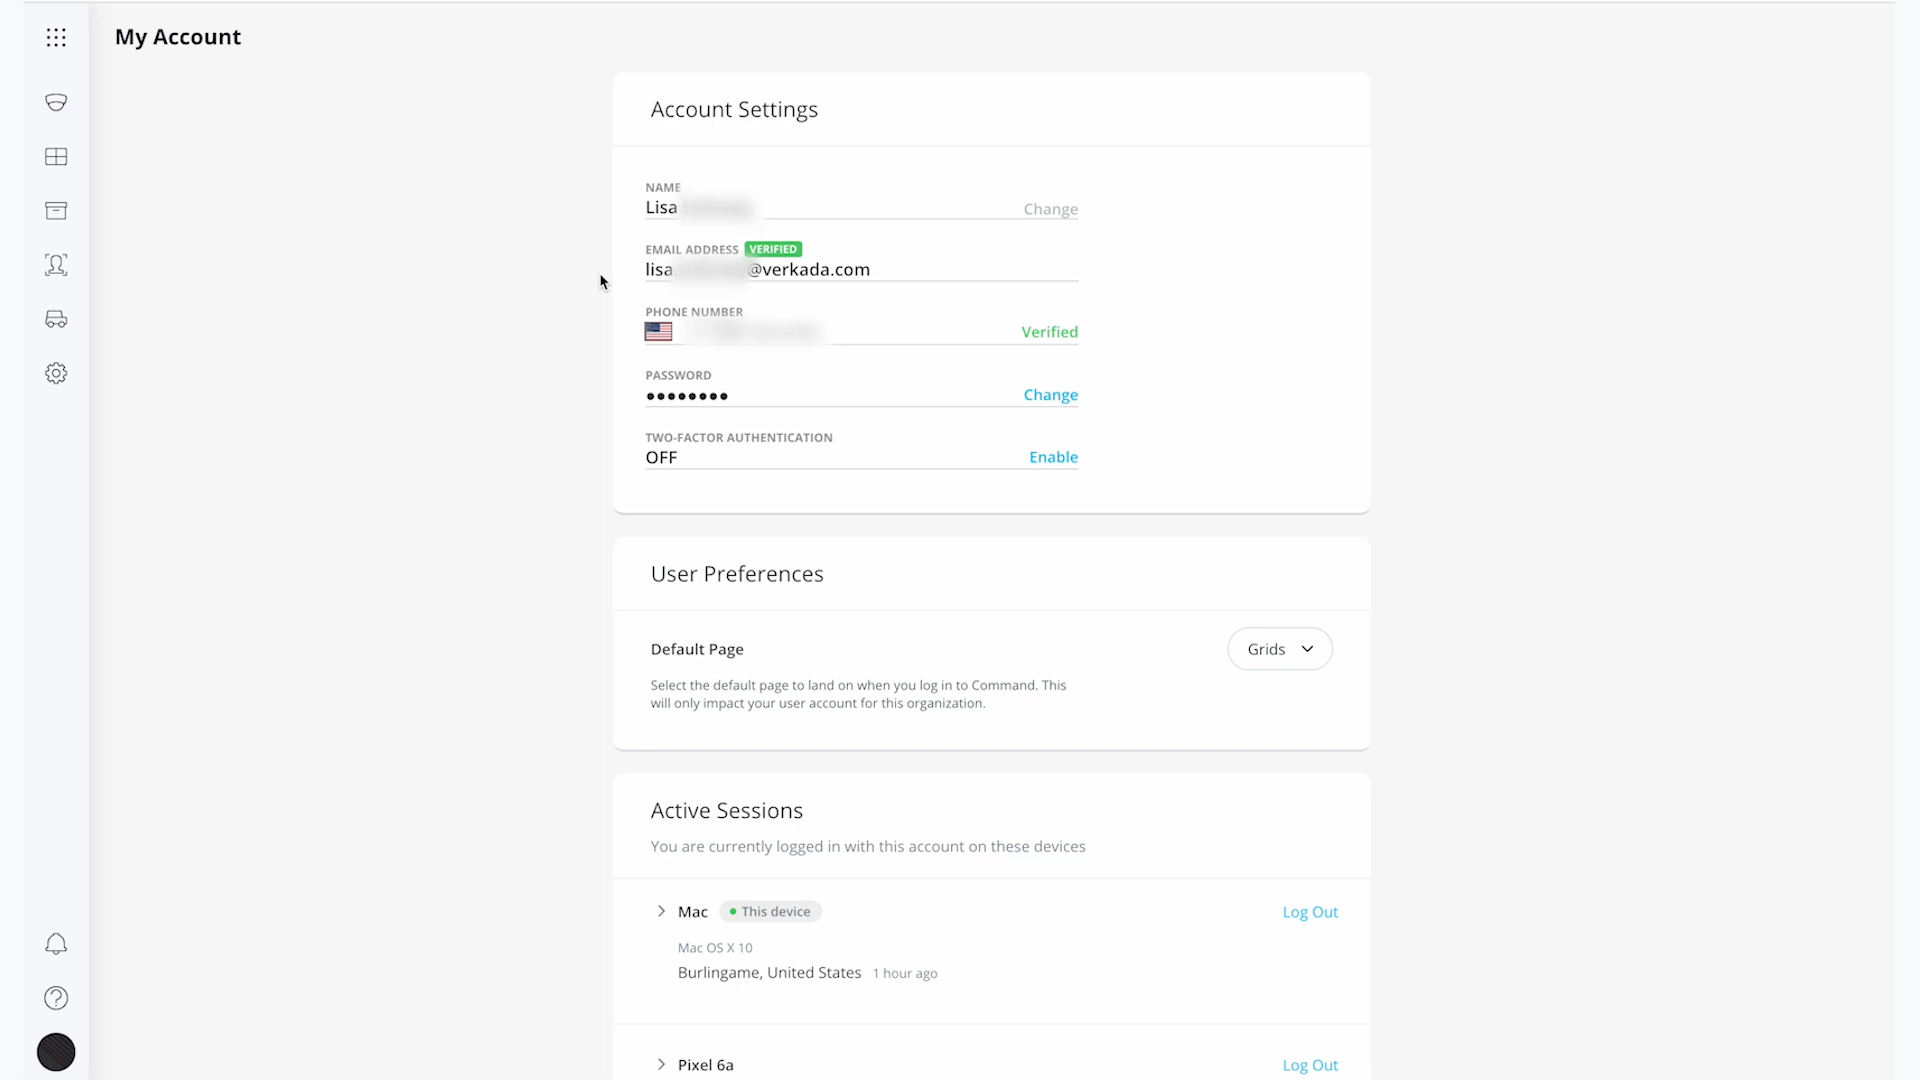 My Account
Account Settings
NAME
Lisa
Change
EMAIL ADDRESS VERIFIED
lisa. @verkada.com
PHONE NUMBER
Verified
PASSWORD
●●●●●●●●
Change
TWO-FACTOR AUTHENTICATION
OFF
Enable
User Preferences
Default Page
Grids
Select the default page to land on when you log in to Command. This
will only impact your user account for this organization.
Active Sessions
You are currently logged in with this account on these devices
Mac This device
Log Out
Mac OS X 10
Burlingame, United States 1 hour ago
Pixel 6a
Log Out